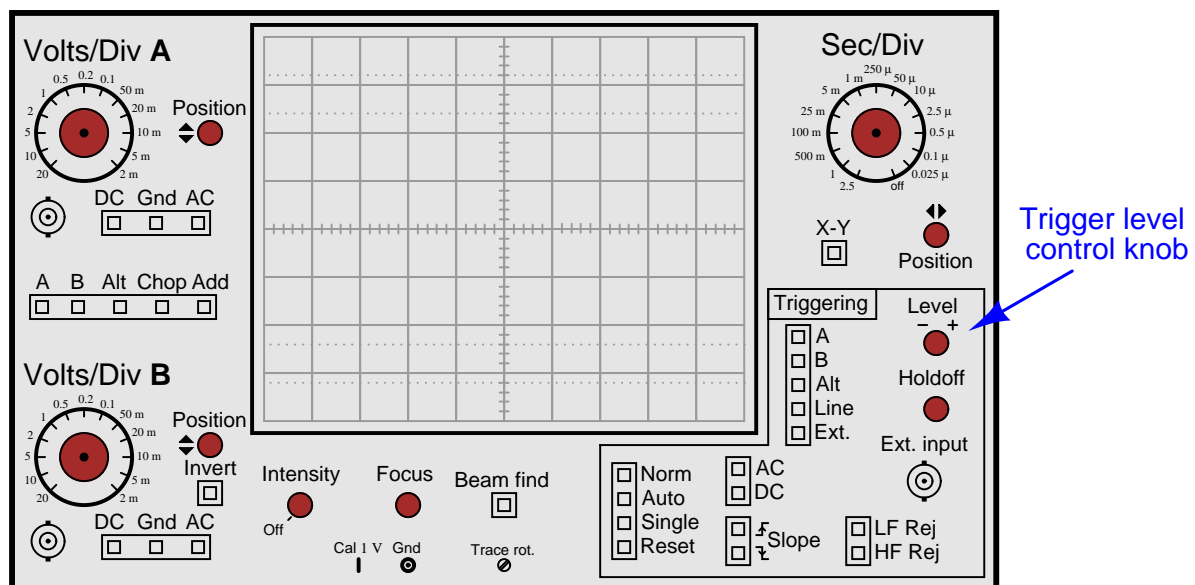 Volts/Div A
0.5 0.2 0.1
1 50 m
2 20 m
5 10 m
10 5 m
20 2 m
Position
DC Gnd AC
A B Alt Chop Add
Volts/Div B
0.5 0.2 0.1
1 50 m
2 20 m
5 10 m
10 5 m
20 2 m
Position
Invert
DC Gnd AC
Intensity
Off
Focus
Beam find
Cal 1 V Gnd
Trace rot.
Sec/Div
250 µ
1 m 50 µ
5 m 10 µ
25 m 2.5 µ
100 m 0.5 µ
500 m 0.1 µ
1 0.025 µ
2.5 off
X-Y
Position
Triggering
A
B
Alt
Line
Ext.
Level
− +
Holdoff
Ext. input
Norm
Auto
Single
Reset
AC
DC
Slope
LF Rej
HF Rej
Trigger level
control knob